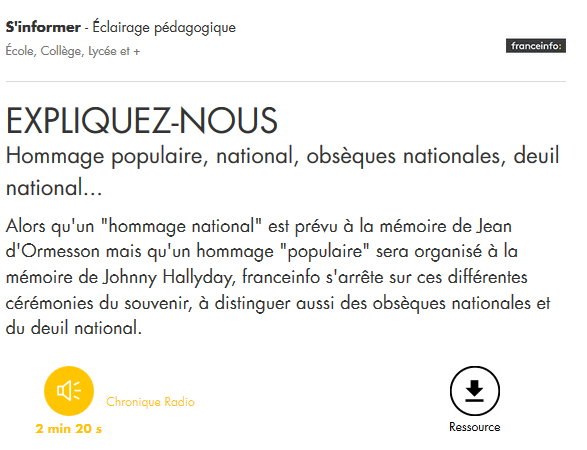 S'informer - Éclairage pédagogique
École, Collège, Lycée et +
franceinfo:
EXPLIQUEZ-NOUS
Hommage populaire, national, obsèques nationales, deuil
national...
Alors qu'un "hommage national" est prévu à la mémoire de Jean
d'Ormesson mais qu'un hommage "populaire" sera organisé à la
mémoire de Johnny Hallyday, franceinfo s'arrête sur ces différentes
cérémonies du souvenir, à distinguer aussi des obsèques nationales et
du deuil national.
Chronique Radio
2 min 20 s
Ressource